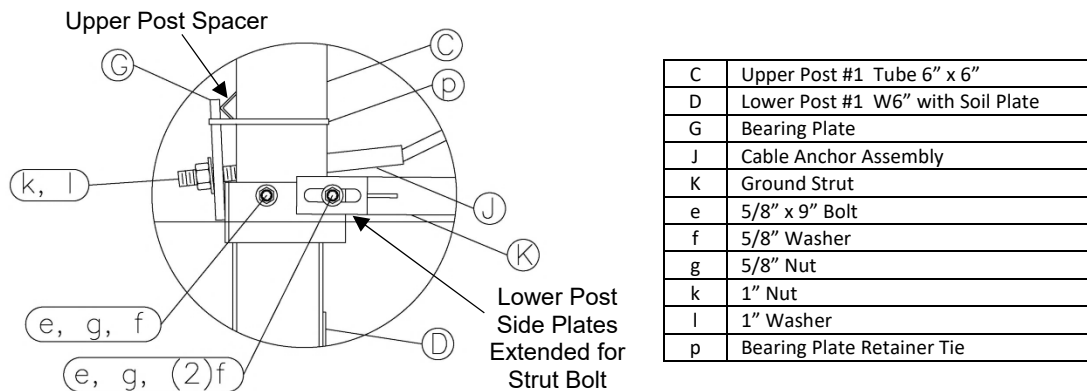 Upper Post Spacer
G
C
p
k, l
J
K
e, g, f
D
e, g, (2)f
Lower Post
Side Plates
Extended for
Strut Bolt
C Upper Post #1 Tube 6” x 6”
D Lower Post #1 W6” with Soil Plate
G Bearing Plate
J Cable Anchor Assembly
K Ground Strut
e 5/8” x 9” Bolt
f 5/8” Washer
g 5/8” Nut
k 1” Nut
l 1” Washer
p Bearing Plate Retainer Tie